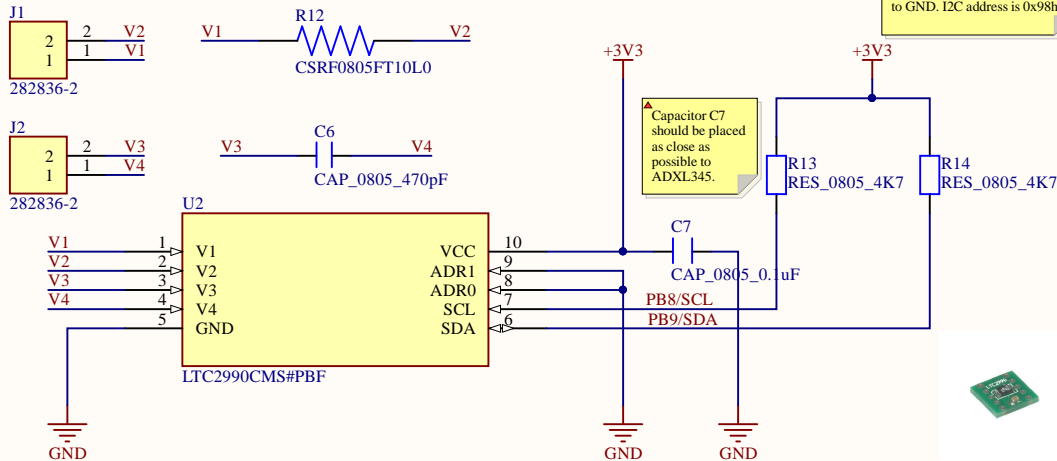 J1
2
1
2
1
V2
V1
282836-2
V1
R12
V2
CSRF0805FT10L0
to GND. I2C address is 0x98h
+3V3
+3V3
J2
2
1
2
1
V3
V4
282836-2
V3
C6
V4
CAP_0805_470pF
Capacitor C7
should be placed
as close as
possible to
ADXL345.
R13
RES_0805_4K7
R14
RES_0805_4K7
U2
V1
V2
V3
V4
1
2
3
4
5
V1
V2
V3
V4
GND
VCC
ADR1
ADR0
SCL
SDA
10
9
8
7
6
C7
CAP_0805_0.1uF
PB8/SCL
PB9/SDA
LTC2990CMS#PBF
LTC2990
GND
GND
GND